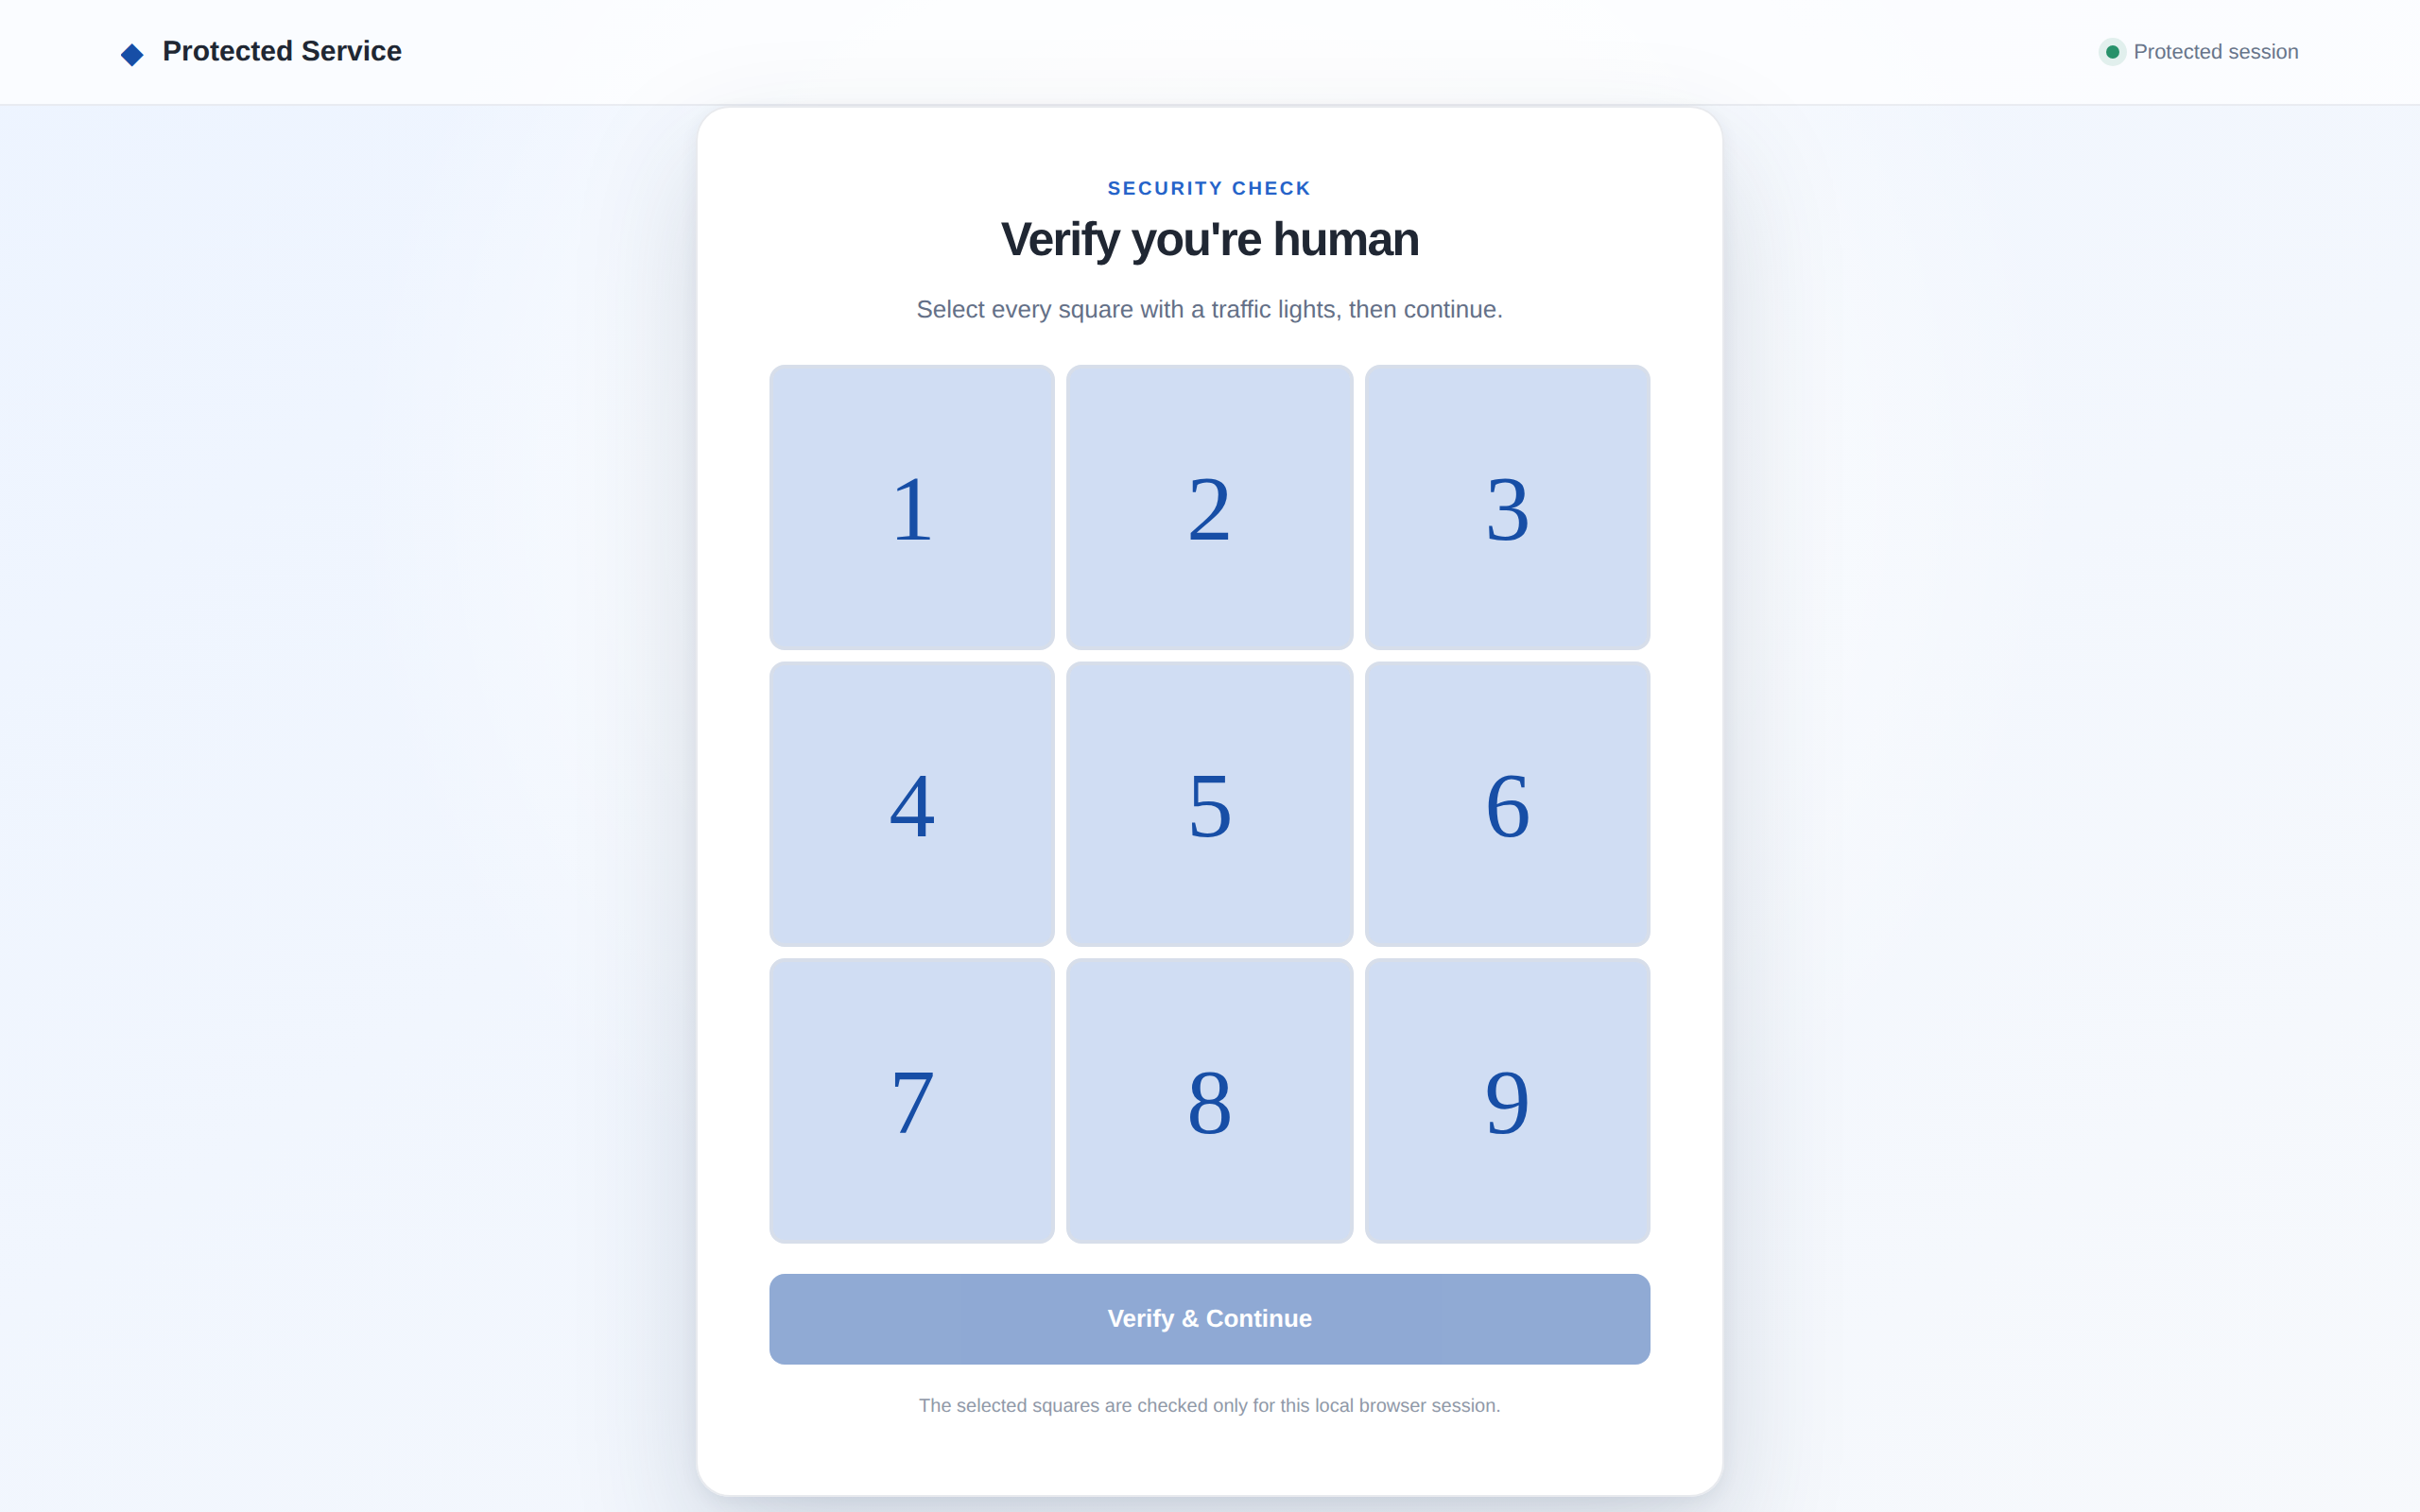 Protected Service
Protected session
SECURITY CHECK
Verify you're human
Select every square with a traffic lights, then continue.
1 2 3
4 5 6
7 8 9
Verify & Continue
The selected squares are checked only for this local browser session.